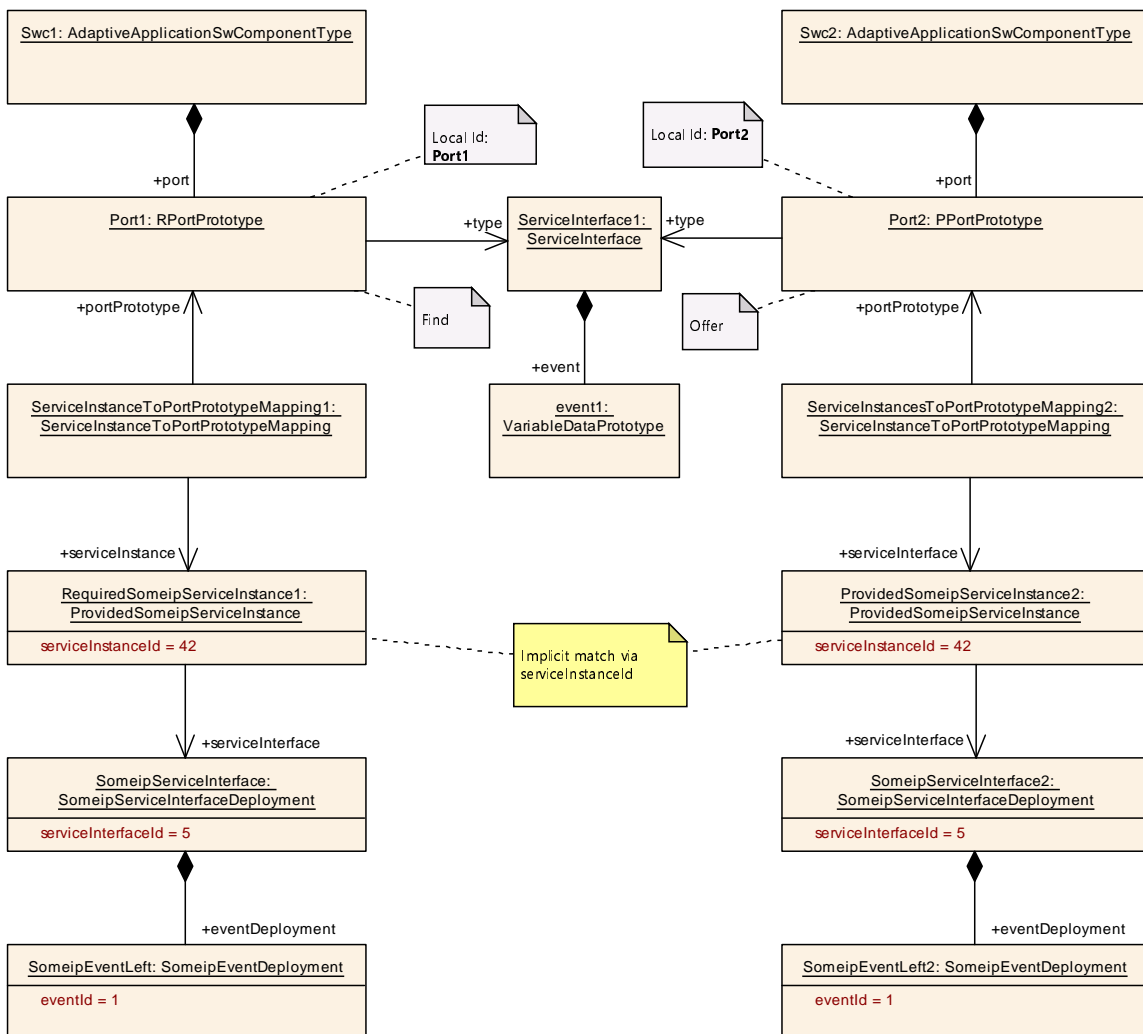 Swc1: AdaptiveApplicationSwComponentType
Swc2: AdaptiveApplicationSwComponentType
Local Id:
Port1
Local Id: Port2
+port
+port
Port1: RPortPrototype
+type
ServiceInterface1:
ServiceInterface
+type
Port2: PPortPrototype
+portPrototype
Find
Offer
+portPrototype
+event
ServiceInstanceToPortPrototypeMapping1:
ServiceInstanceToPortPrototypeMapping
event1:
VariableDataPrototype
ServiceInstancesToPortPrototypeMapping2:
ServiceInstanceToPortPrototypeMapping
+serviceInstance
+serviceInterface
RequiredSomeipServiceInstance1:
ProvidedSomeipServiceInstance
serviceInstanceId = 42
Implicit match via
serviceInstanceId
ProvidedSomeipServiceInstance2:
ProvidedSomeipServiceInstance
serviceInstanceId = 42
+serviceInterface
+serviceInterface
SomeipServiceInterface:
SomeipServiceInterfaceDeployment
serviceInterfaceId = 5
SomeipServiceInterface2:
SomeipServiceInterfaceDeployment
serviceInterfaceId = 5
+eventDeployment
+eventDeployment
SomeipEventLeft: SomeipEventDeployment
eventId = 1
SomeipEventLeft2: SomeipEventDeployment
eventId = 1